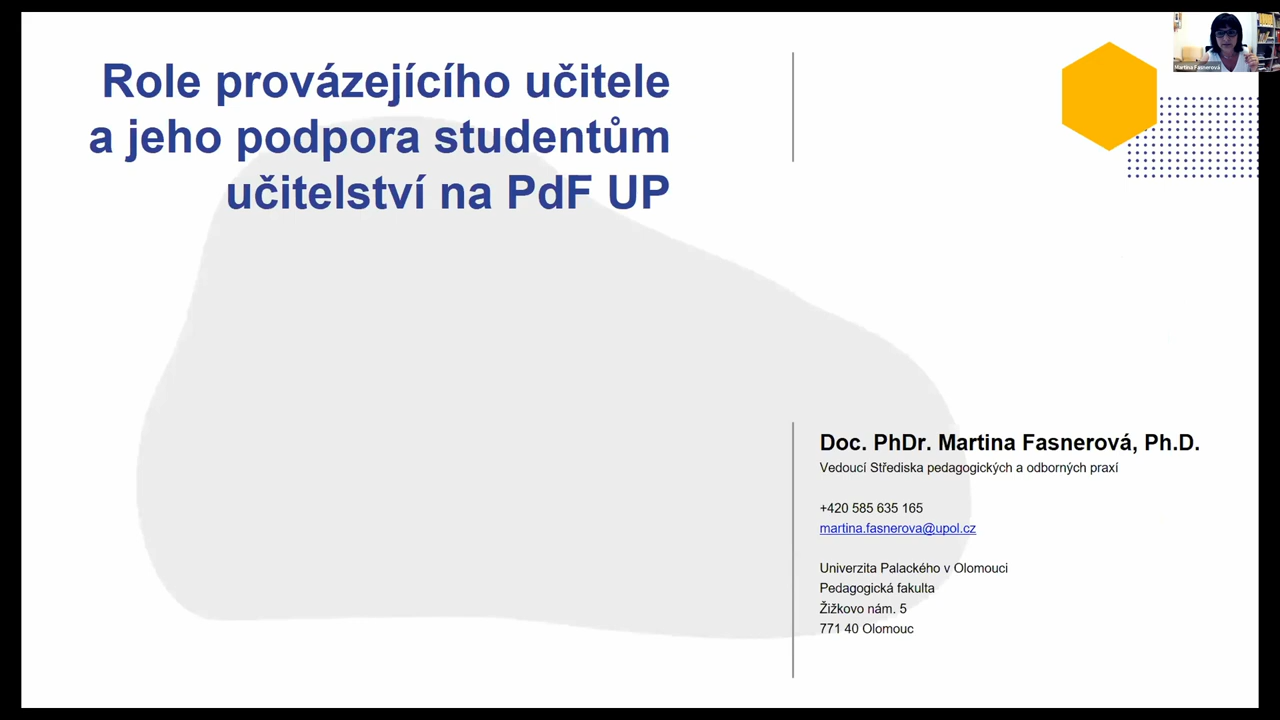 Role provázejícího učitele
a jeho podpora studentům
učitelství na PdF UP
Martina Fasnerová
Doc. PhDr. Martina Fasnerová, Ph.D.
Vedoucí Střediska pedagogických a odborných praxí
+420 585 635 165
martina.fasnerova@upol.cz
Univerzita Palackého v Olomouci
Pedagogická fakulta
Žižkovo nám. 5
771 40 Olomouc